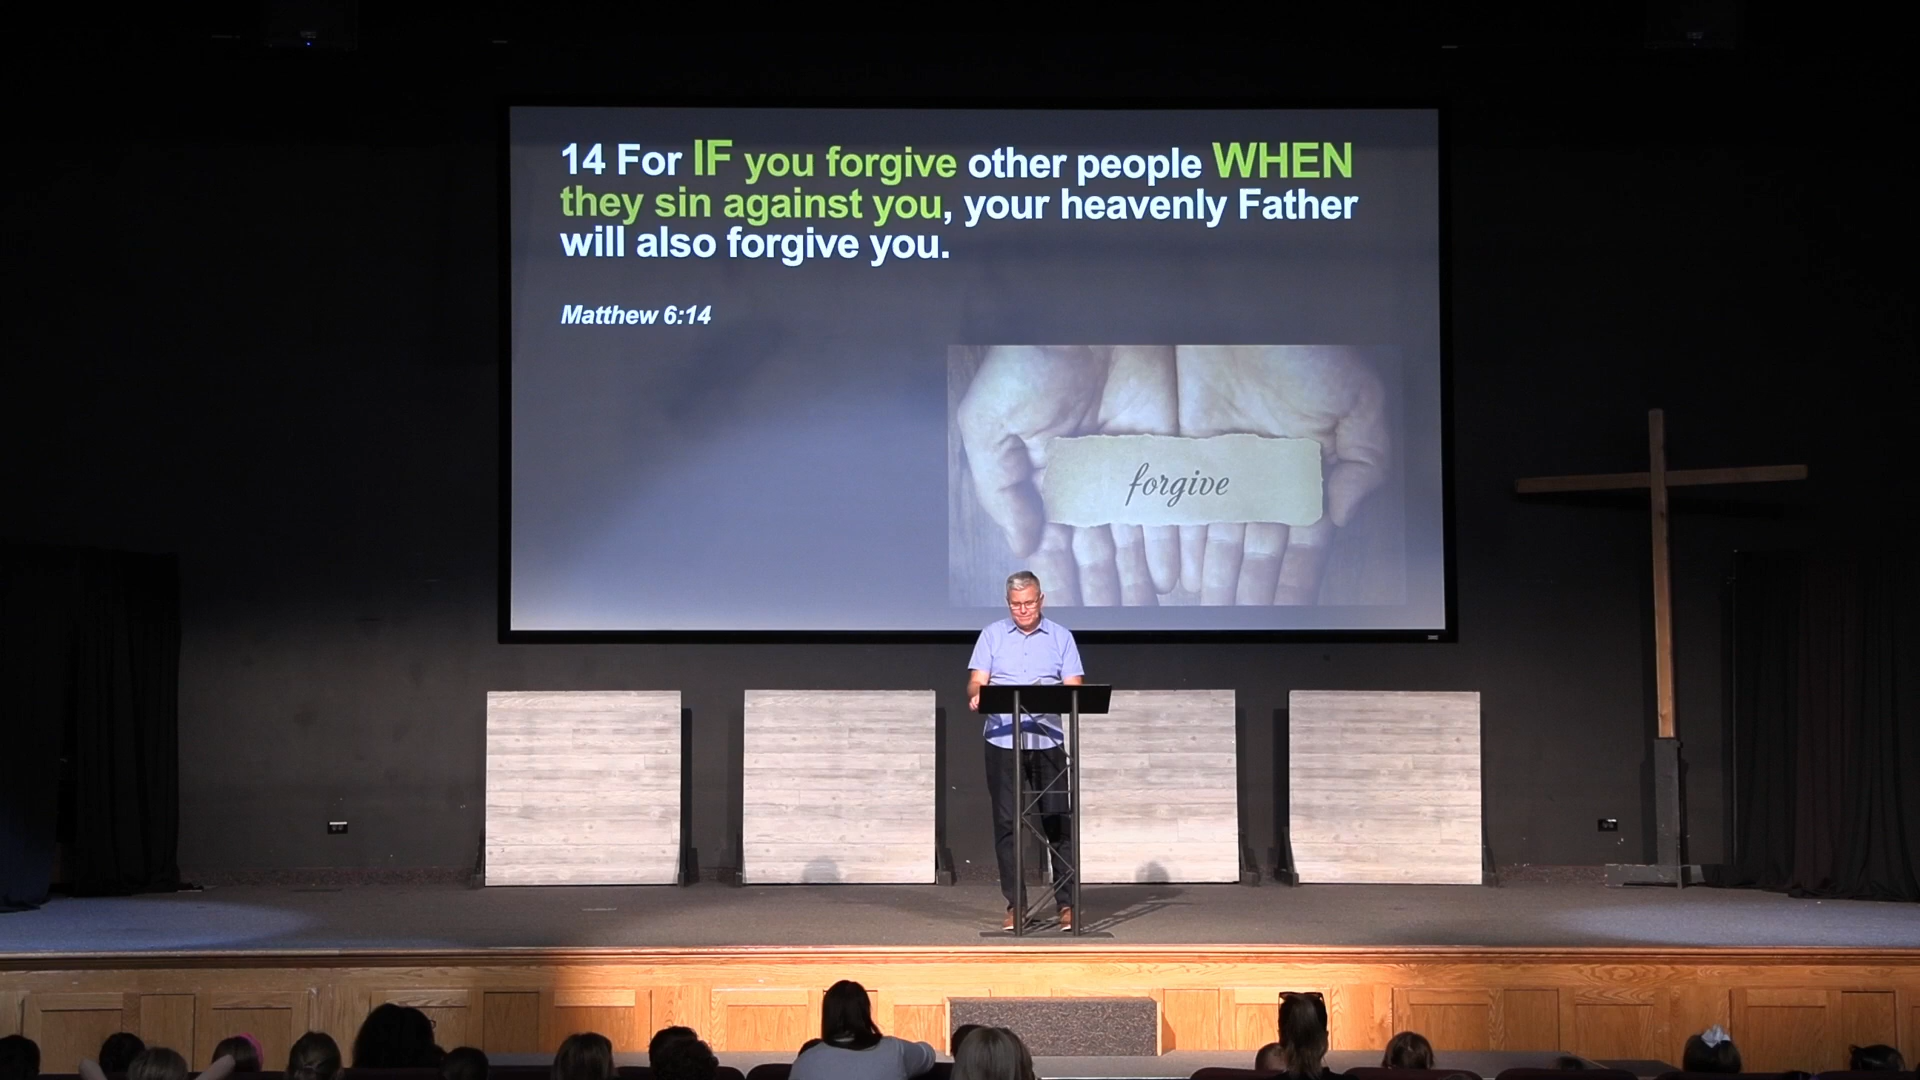 14 For IF you forgive other people WHEN
they sin against you, your heavenly Father
will also forgive you.
Matthew 6:14
forgive